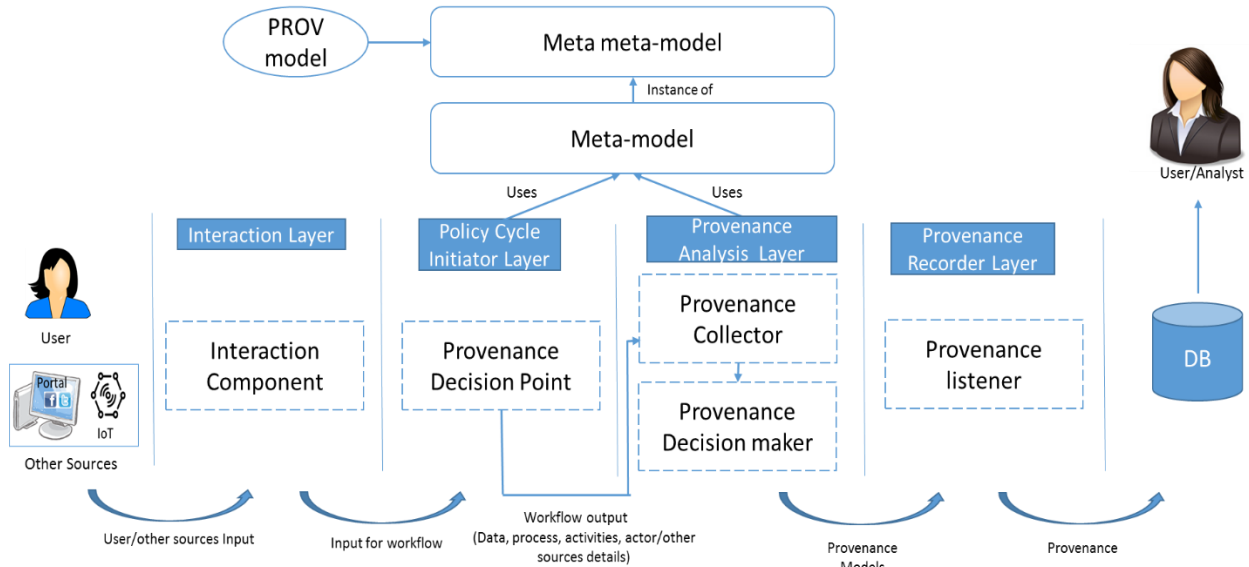 PROV
model
Meta meta-model
Instance of
Meta-model
Uses
Uses
User/Analyst
Interaction Layer
Policy Cycle
Initiator Layer
Provenance
Analysis Layer
Provenance
Recorder Layer
User
Portal
IoT
Other Sources
Interaction
Component
Provenance
Decision Point
Provenance
Collector
Provenance
Decision maker
Provenance
listener
DB
User/other sources Input
Input for workflow
Workflow output
(Data, process, activities, actor/other
sources details)
Provenance
Models
Provenance